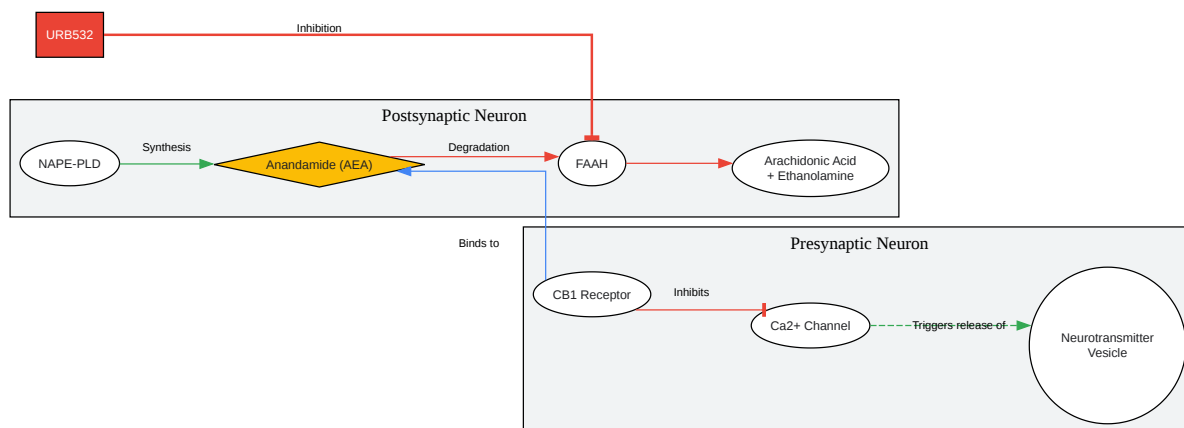 URB532
Inhibition
Postsynaptic Neuron
NAPE-PLD
Synthesis
Anandamide (AEA)
Degradation
FAAH
Arachidonic Acid
+ Ethanolamine
Binds to
Presynaptic Neuron
CB1 Receptor
Inhibits
Ca2+ Channel
Triggers release of
Neurotransmitter
Vesicle